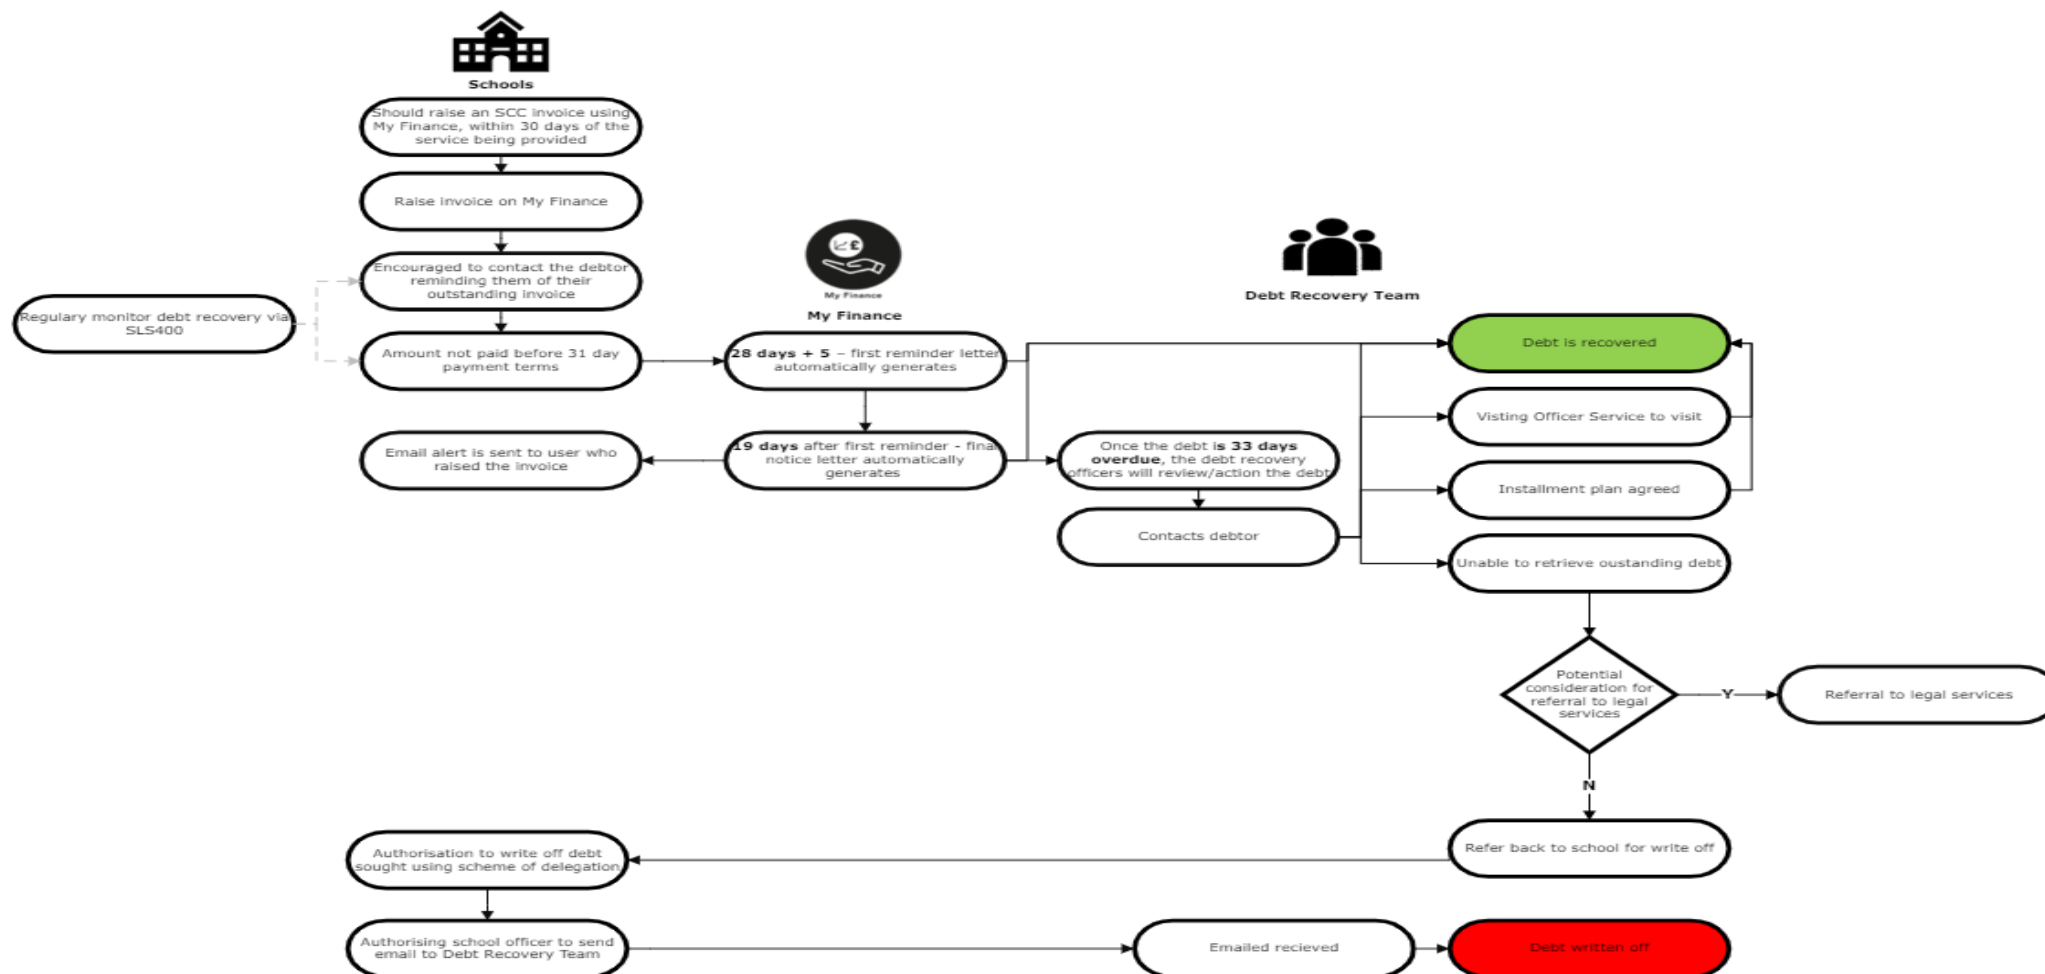 Schools
Should raise an SCC invoice using
My Finance, within 30 days of the
service being provided
Raise invoice on My Finance
Encouraged to contact the debtor
reminding them of their
outstanding invoice
Regulary monitor debt recovery via
SLS400
Amount not paid before 31 day
payment terms
Email alert is sent to user who
raised the invoice
My Finance
My Finance
28 days + 5 – first reminder letter
automatically generates
19 days after first reminder - final
notice letter automatically
generates
Debt Recovery Team
Once the debt is 33 days
overdue, the debt recovery
officers will review/action the debt
Contacts debtor
Debt is recovered
Visting Officer Service to visit
Installment plan agreed
Unable to retrieve oustanding debt
Potential
consideration for
referral to legal
services
Y
Referral to legal services
N
Refer back to school for write off
Authorisation to write off debt
sought using scheme of delegation
Authorising school officer to send
email to Debt Recovery Team
Emailed recieved
Debt written off